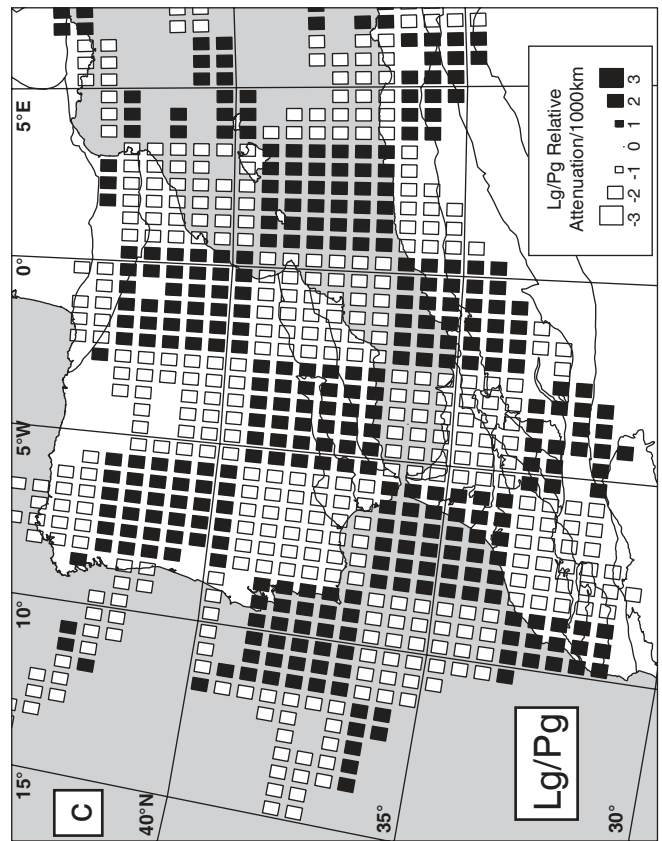 C
Lg/Pg
15°
10°
5°W
0°
5°E
40°N
35°
30°
Lg/Pg Relative
Attenuation/1000km
-3 -2 -1 0 1 2 3